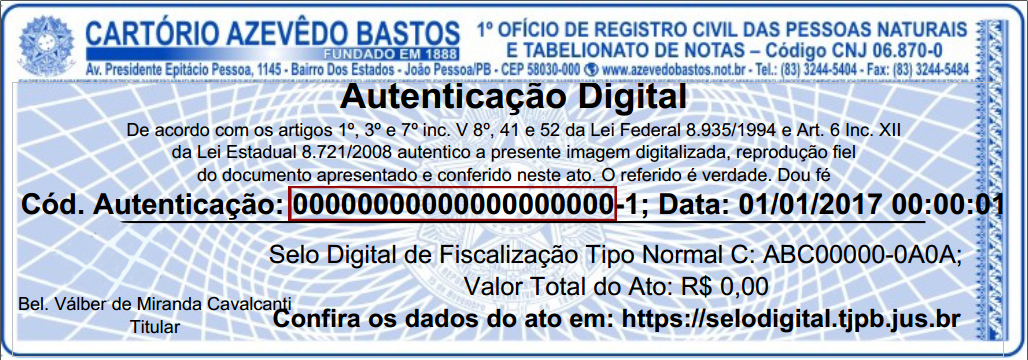 CARTÓRIO AZEVÊDO BASTOS
FUNDADO EM 1888
1º OFÍCIO DE REGISTRO CIVIL DAS PESSOAS NATURAIS
E TABELIONATO DE NOTAS – Código CNJ 06.870-0
Av. Presidente Epitácio Pessoa, 1145 - Bairro Dos Estados - João Pessoa/PB - CEP 58030-000 www.azevedobastos.not.br - Tel.: (83) 3244-5404 - Fax: (83) 3244-5484
Autenticação Digital
De acordo com os artigos 1º, 3º e 7º inc. V 8º, 41 e 52 da Lei Federal 8.935/1994 e Art. 6 Inc. XII
da Lei Estadual 8.721/2008 autentico a presente imagem digitalizada, reprodução fiel
do documento apresentado e conferido neste ato. O referido é verdade. Dou fé
Cód. Autenticação: 00000000000000000000-1; Data: 01/01/2017 00:00:01
Selo Digital de Fiscalização Tipo Normal C: ABC00000-0A0A;
Valor Total do Ato: R$ 0,00
Bel. Válber de Miranda Cavalcanti
Titular
Confira os dados do ato em: https://selodigital.tjpb.jus.br